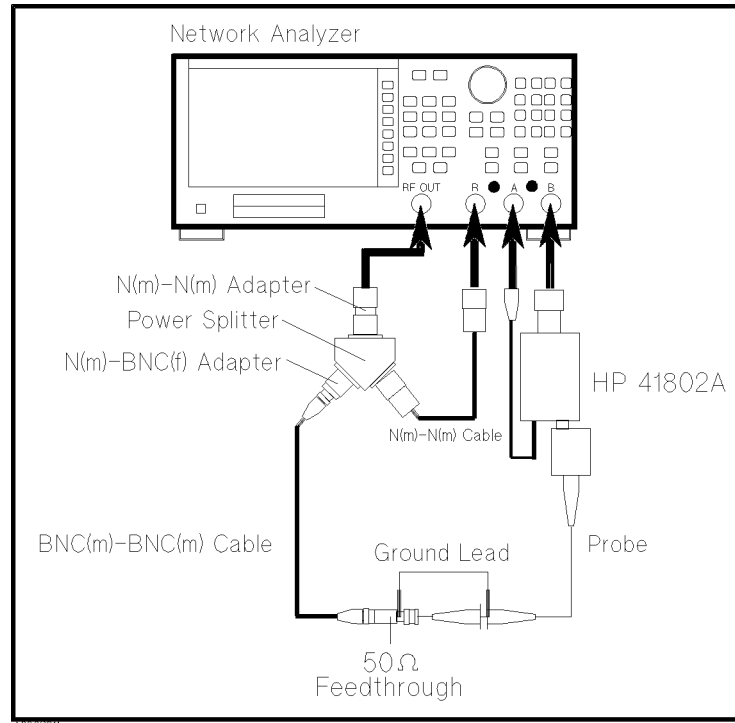 Network Analyzer
RF OUT R A B
N(m)-N(m) Adapter
Power Splitter
N(m)-BNC(f) Adapter
HP 41802A
N(m)-N(m) Cable
BNC(m)-BNC(m) Cable
Ground Lead
Probe
50Ω
Feedthrough